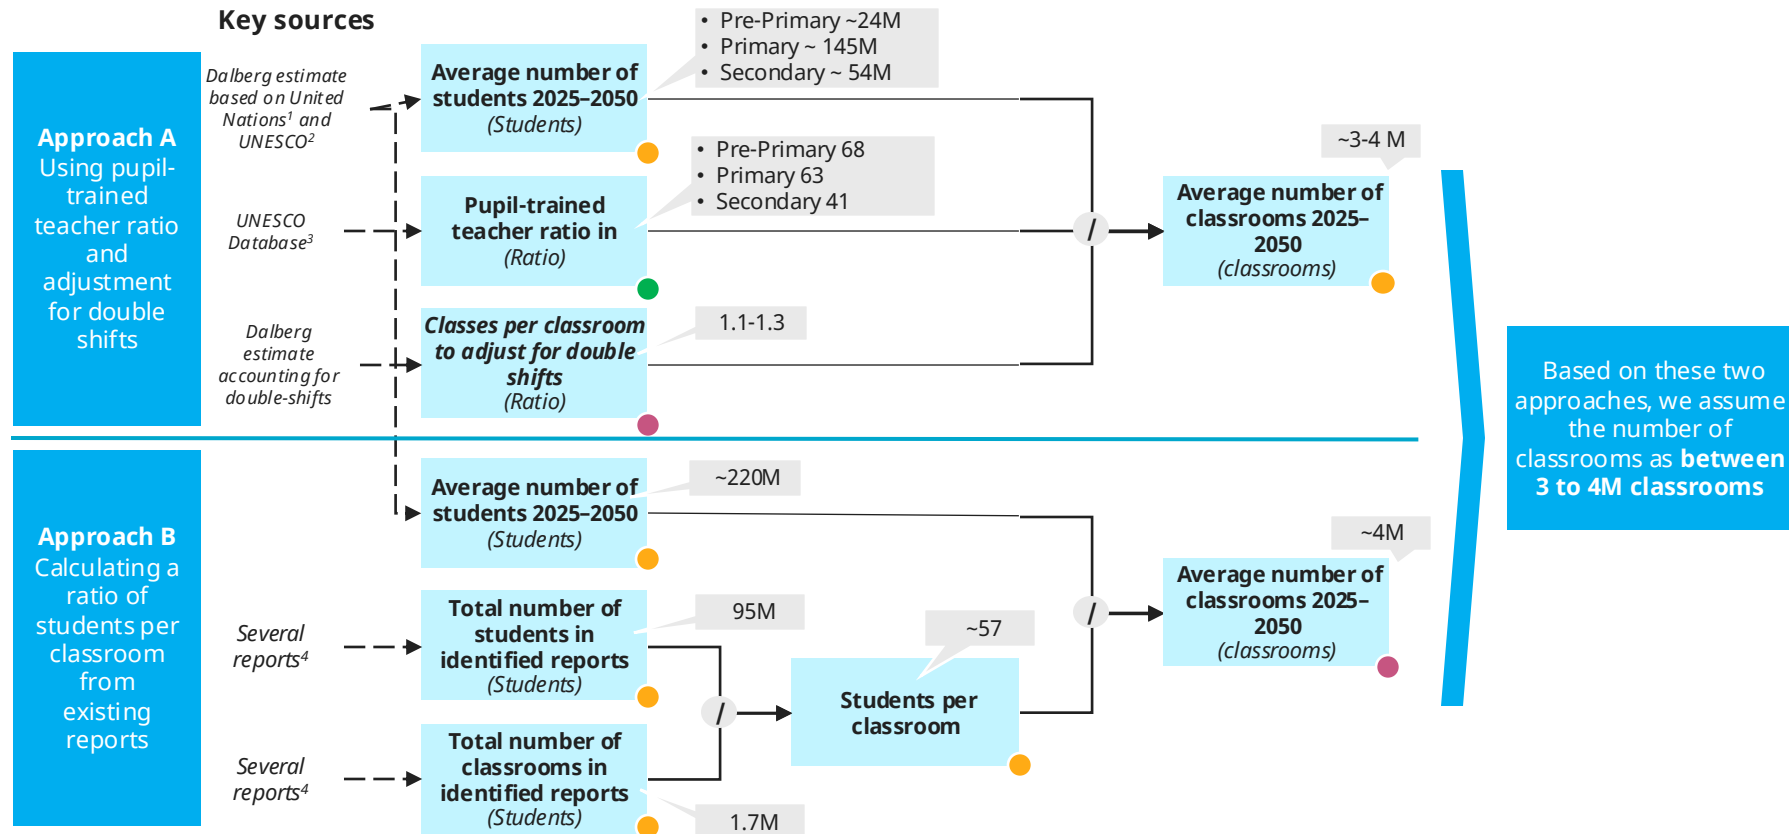 Key sources
Approach A
Using pupil-
trained
teacher ratio
and
adjustment
for double
shifts
Dalberg estimate
based on United
Nations¹ and
UNESCO²
Average number of
students 2025–2050
(Students)
• Pre-Primary ~24M
• Primary ~ 145M
• Secondary ~ 54M
UNESCO
Database³
Pupil-trained
teacher ratio in
(Ratio)
• Pre-Primary 68
• Primary 63
• Secondary 41
Dalberg
estimate
accounting for
double-shifts
Classes per classroom
to adjust for double
shifts
(Ratio)
1.1-1.3
/
~3-4 M
Average number of
classrooms 2025–
2050
(classrooms)
Approach B
Calculating a
ratio of
students per
classroom
from
existing
reports
Average number of
students 2025–2050
(Students)
~220M
Several
reports⁴
Total number of
students in
identified reports
(Students)
95M
Several
reports⁴
Total number of
classrooms in
identified reports
(Students)
1.7M
/
~57
Students per
classroom
/
~4M
Average number of
classrooms 2025–
2050
(classrooms)
Based on these two
approaches, we assume
the number of
classrooms as between
3 to 4M classrooms